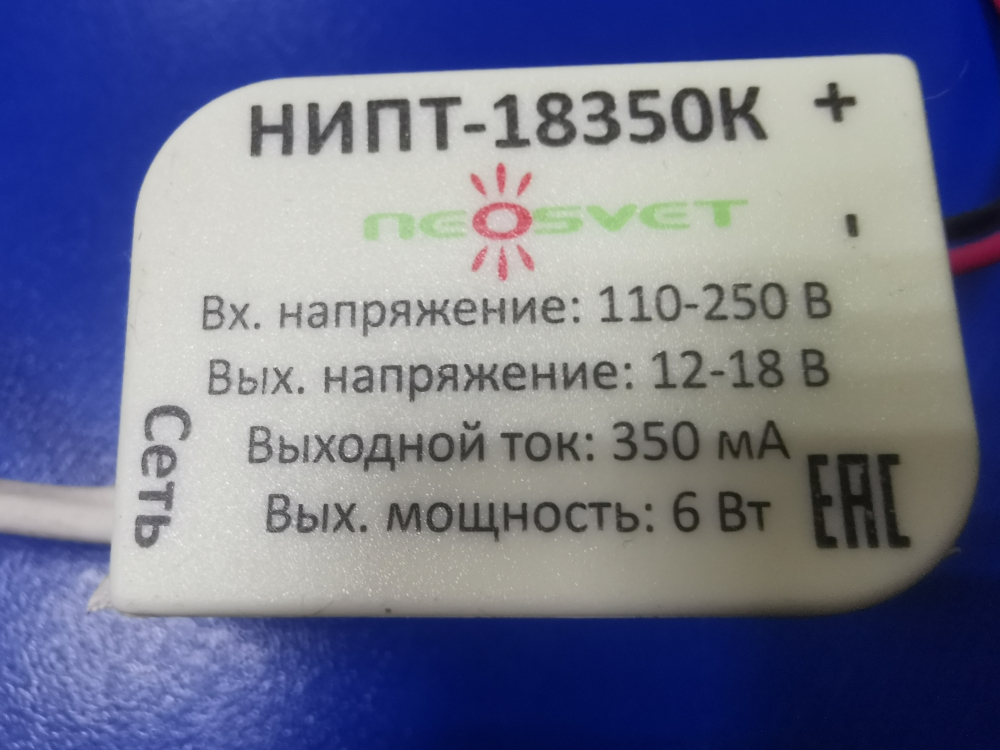 НИПТ-18350К +
neosvet -
Вх. напряжение: 110-250 В
Вых. напряжение: 12-18 В
Выходной ток: 350 мА
Вых. мощность: 6 Вт
Сеть
EAC